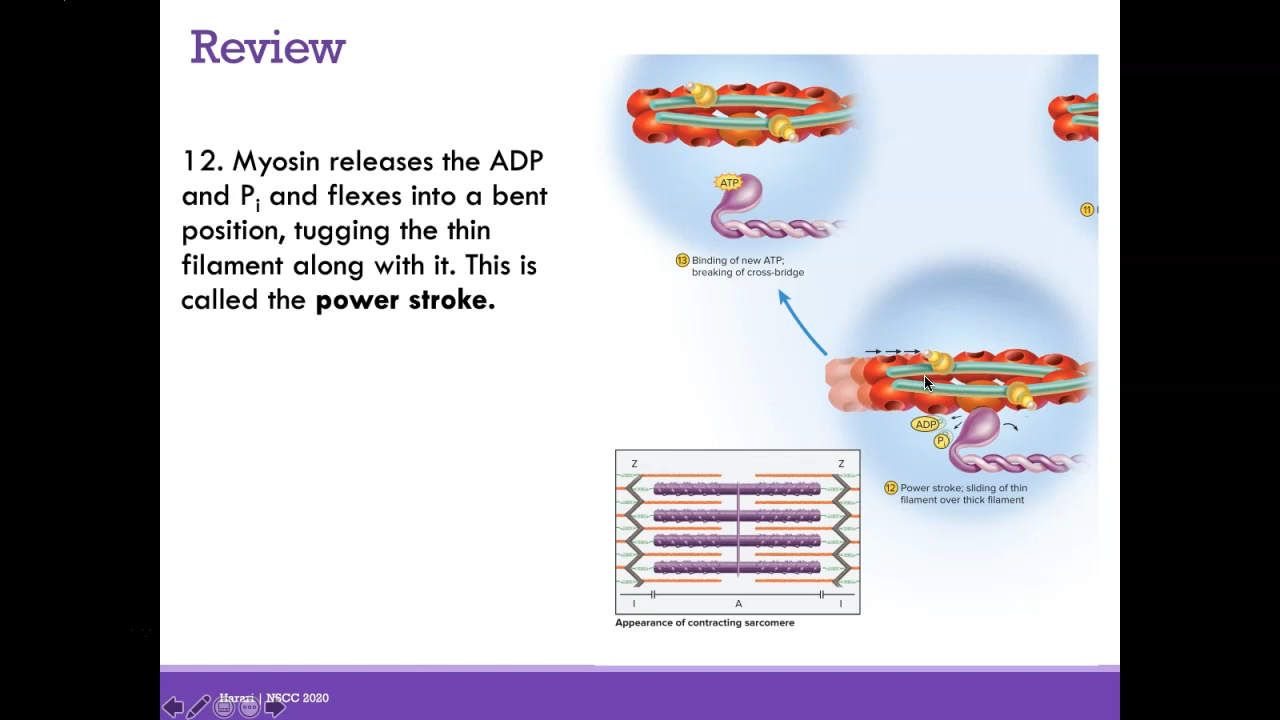 Review
12. Myosin releases the ADP
and Pi and flexes into a bent
position, tugging the thin
filament along with it. This is
called the power stroke.
ATP
11
13 Binding of new ATP;
breaking of cross-bridge
ADP
Pi
12 Power stroke; sliding of thin
filament over thick filament
Z Z
I A I
Appearance of contracting sarcomere
Harari | NSCC 2020